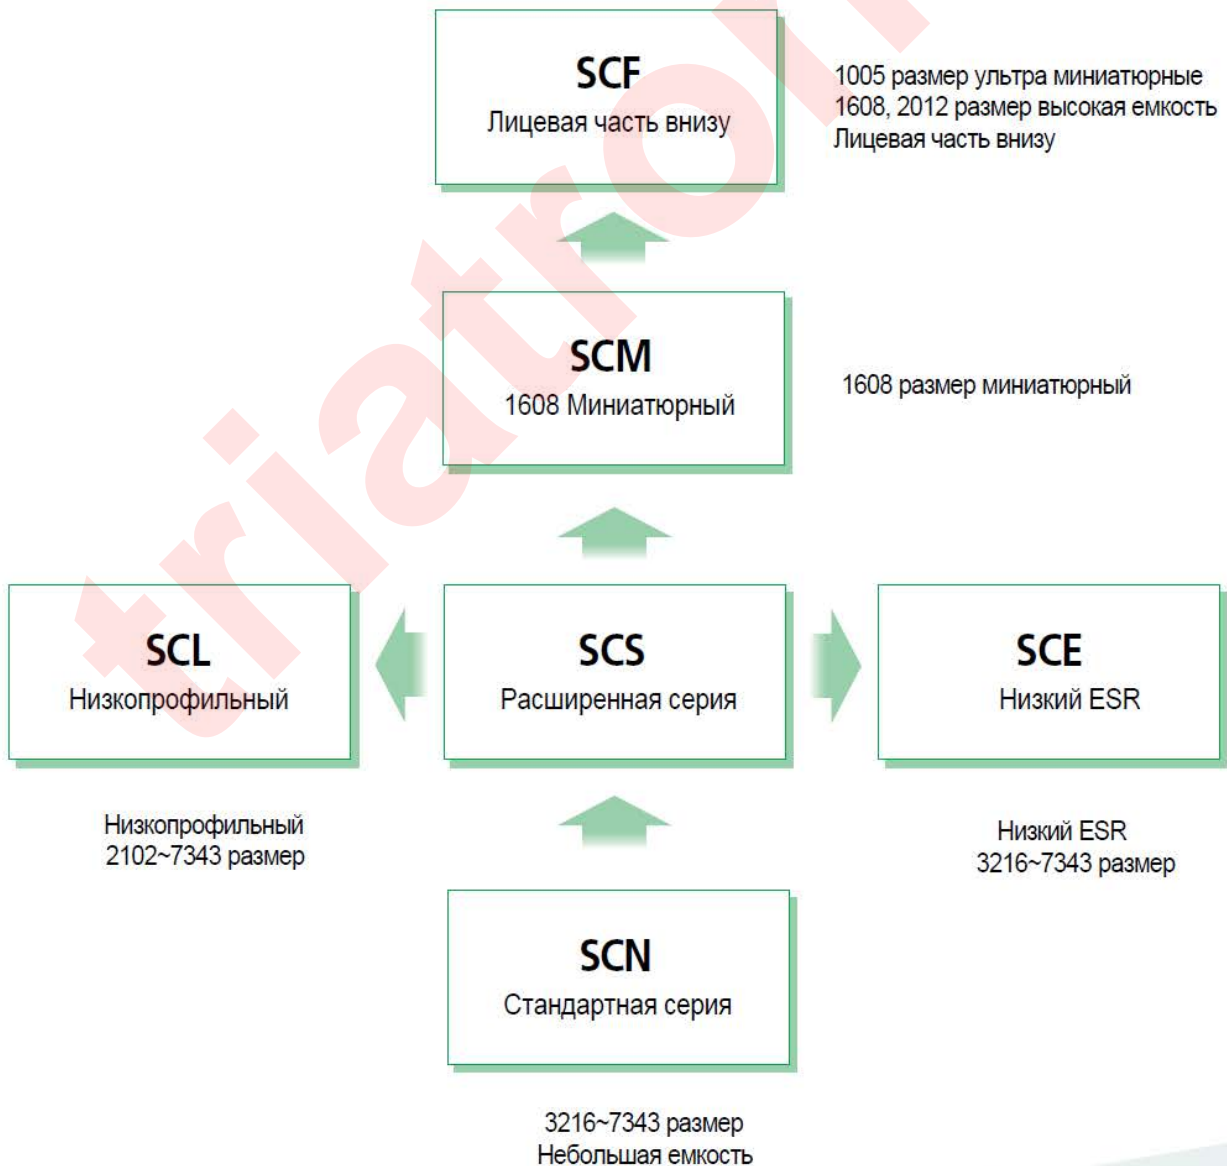 SCF
Лицевая часть внизу
1005 размер ультра миниатюрные
1608, 2012 размер высокая емкость
Лицевая часть внизу
SCM
1608 Миниатюрный
1608 размер миниатюрный
SCL
Низкопрофильный
SCS
Расширенная серия
SCE
Низкий ESR
Низкопрофильный
2102~7343 размер
Низкий ESR
3216~7343 размер
SCN
Стандартная серия
3216~7343 размер
Небольшая емкость
triatron